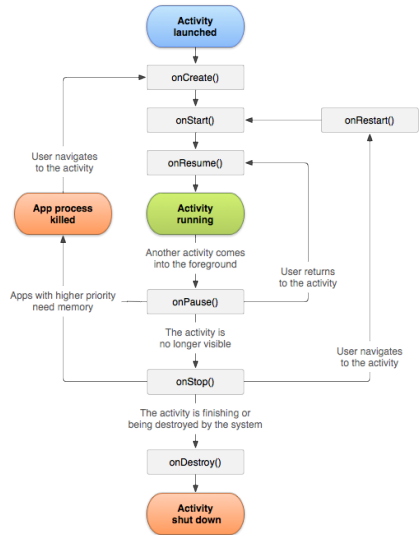 Activity
launched
onCreate()
onStart()
onRestart()
onResume()
User navigates
to the activity
App process
killed
Activity
running
Another activity comes
into the foreground
User returns
to the activity
Apps with higher priority
need memory
onPause()
The activity is
no longer visible
User navigates
to the activity
onStop()
The activity is finishing or
being destroyed by the system
onDestroy()
Activity
shut down